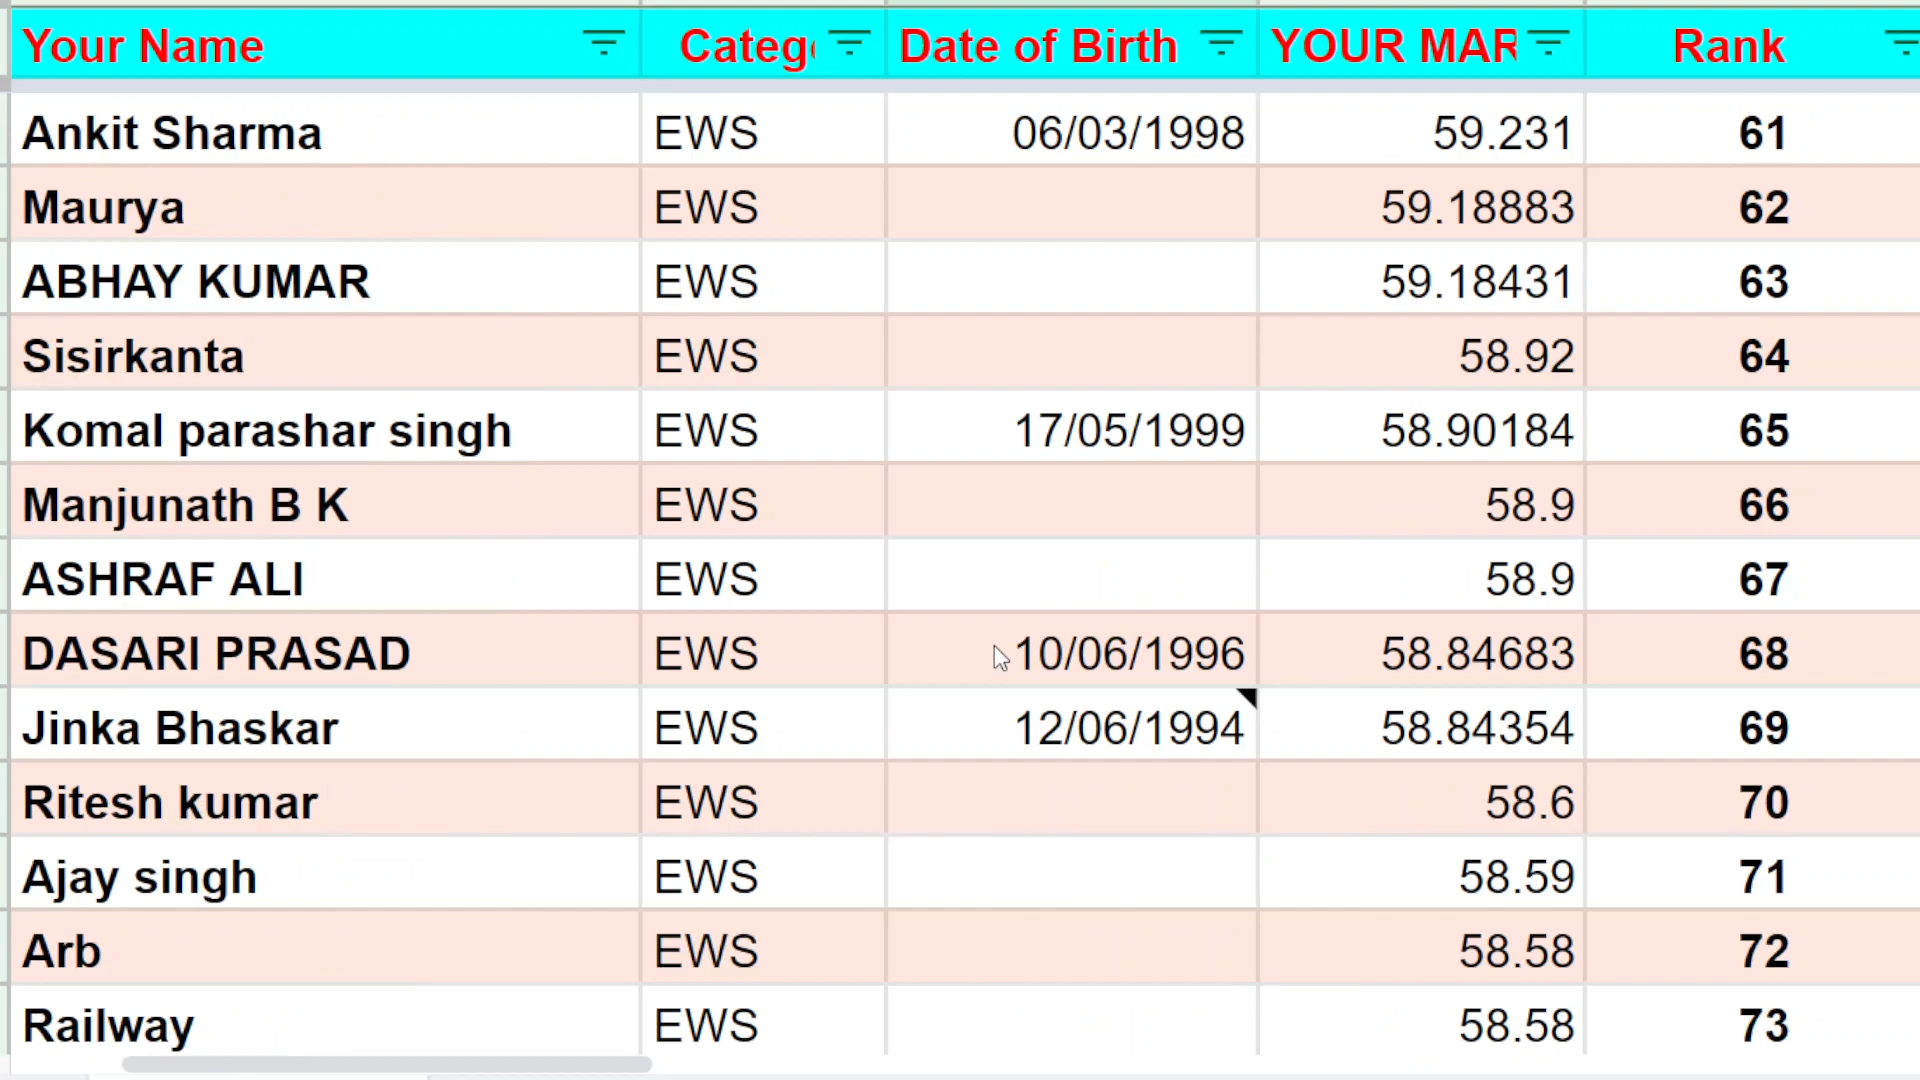 Your Name Categ Date of Birth YOUR MAR Rank
Ankit Sharma EWS 06/03/1998 59.231 61
Maurya EWS 59.18883 62
ABHAY KUMAR EWS 59.18431 63
Sisirkanta EWS 58.92 64
Komal parashar singh EWS 17/05/1999 58.90184 65
Manjunath B K EWS 58.9 66
ASHRAF ALI EWS 58.9 67
DASARI PRASAD EWS 10/06/1996 58.84683 68
Jinka Bhaskar EWS 12/06/1994 58.84354 69
Ritesh kumar EWS 58.6 70
Ajay singh EWS 58.59 71
Arb EWS 58.58 72
Railway EWS 58.58 73